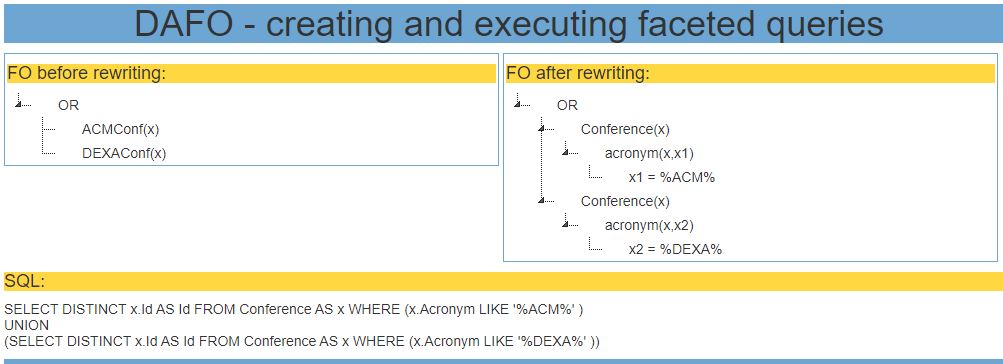 DAFO - creating and executing faceted queries
FO before rewriting:
OR
ACMConf(x)
DEXAConf(x)
FO after rewriting:
OR
Conference(x)
acronym(x,x1)
x1 = %ACM%
Conference(x)
acronym(x,x2)
x2 = %DEXA%
SQL:
SELECT DISTINCT x.Id AS Id FROM Conference AS x WHERE (x.Acronym LIKE '%ACM%' )
UNION
(SELECT DISTINCT x.Id AS Id FROM Conference AS x WHERE (x.Acronym LIKE '%DEXA%' ))